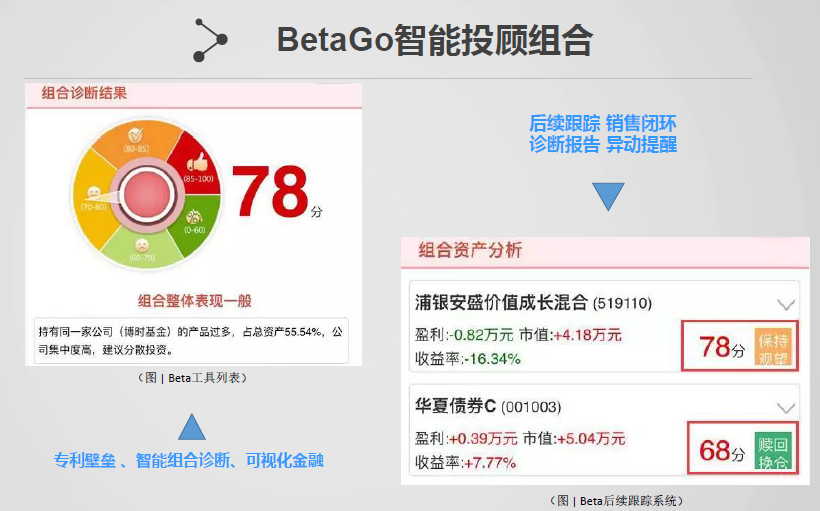 BetaGo智能投顾组合
组合诊断结果
(80-85)
(85-100)
(70-80)
(0-60)
(60-70)
78分
组合整体表现一般
持有同一家公司（博时基金）的产品过多，占总资产55.54%，公
司集中度高，建议分散投资。
（图 | Beta工具列表）
专利壁垒 、智能组合诊断、可视化金融
后续跟踪 销售闭环
诊断报告 异动提醒
组合资产分析
浦银安盛价值成长混合 (519110)
盈利:-0.82万元 市值:+4.18万元
收益率:-16.34%
78分
保持
观望
华夏债券C (001003)
盈利:+0.39万元 市值:+5.04万元
收益率:+7.77%
68分
赎回
换仓
（图 | Beta后续跟踪系统）